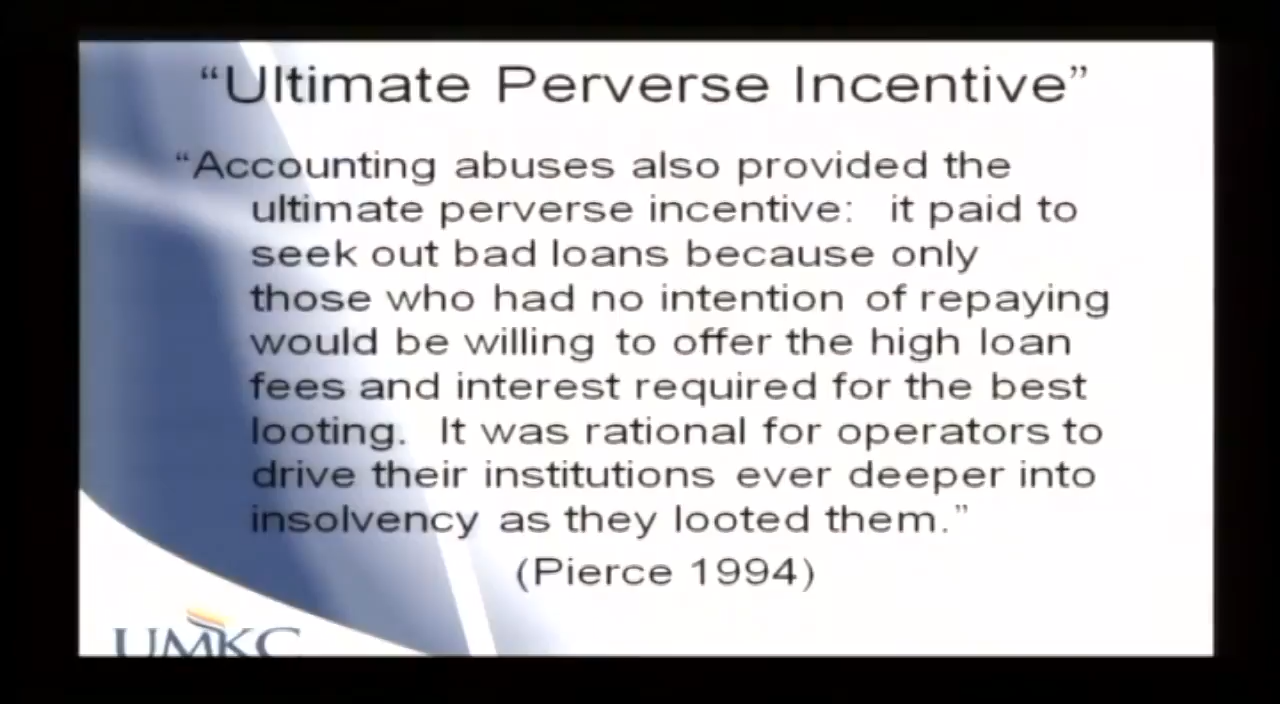 “Ultimate Perverse Incentive”
“Accounting abuses also provided the
ultimate perverse incentive: it paid to
seek out bad loans because only
those who had no intention of repaying
would be willing to offer the high loan
fees and interest required for the best
looting. It was rational for operators to
drive their institutions ever deeper into
insolvency as they looted them.”
(Pierce 1994)
UMKC